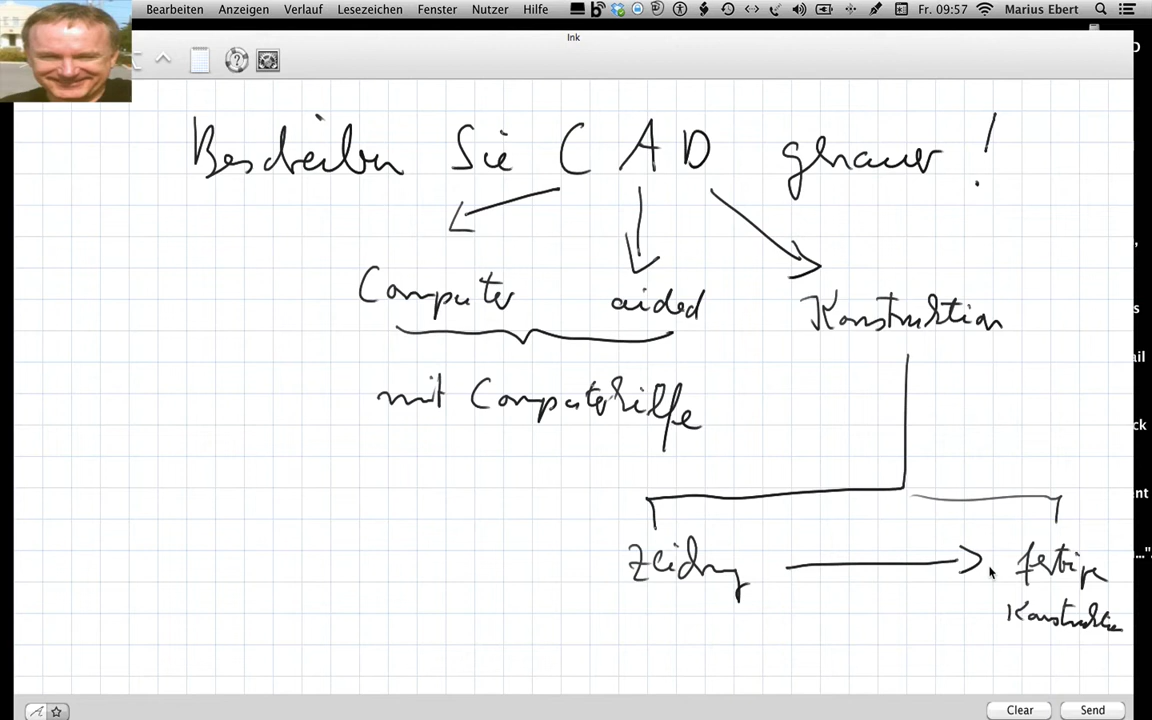 Bearbeiten Anzeigen Verlauf Lesezeichen Fenster Nutzer Hilfe Fr. 09:57 Marius Ebert
Ink
Beschreiben Sie CAD genauer!
Computer aided Konstruktion
mit Computerhilfe
Zeichnung fertige
Konstruktion
Clear Send